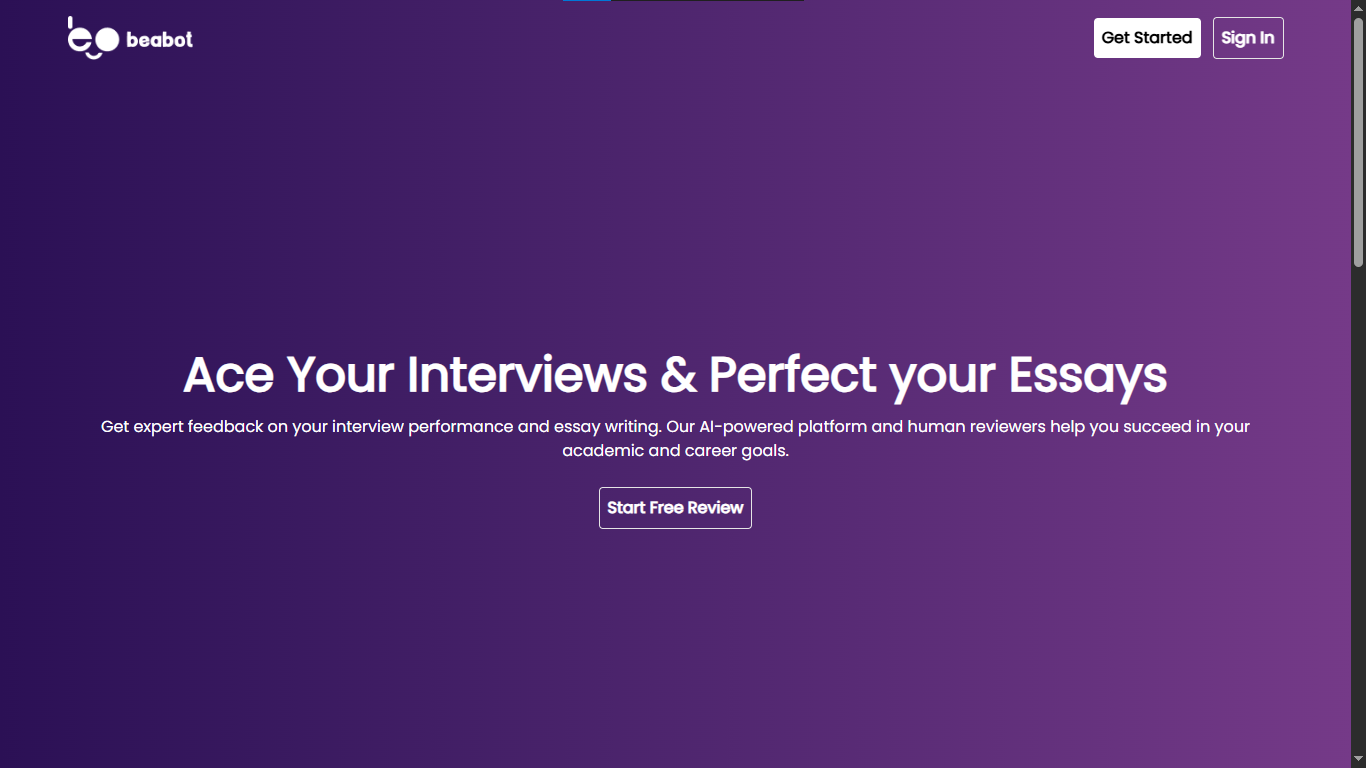 beabot
Get Started
Sign In
Ace Your Interviews & Perfect your Essays
Get expert feedback on your interview performance and essay writing. Our AI-powered platform and human reviewers help you succeed in your
academic and career goals.
Start Free Review